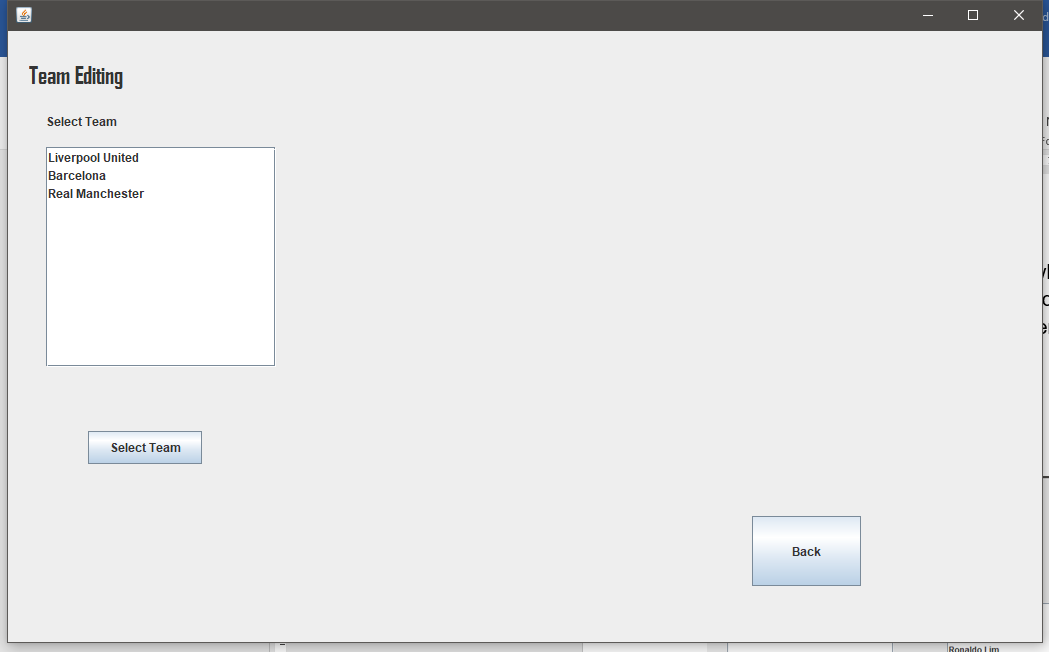 Team Editing
Select Team
Liverpool United
Barcelona
Real Manchester
Select Team
Back
Ronaldo Lim